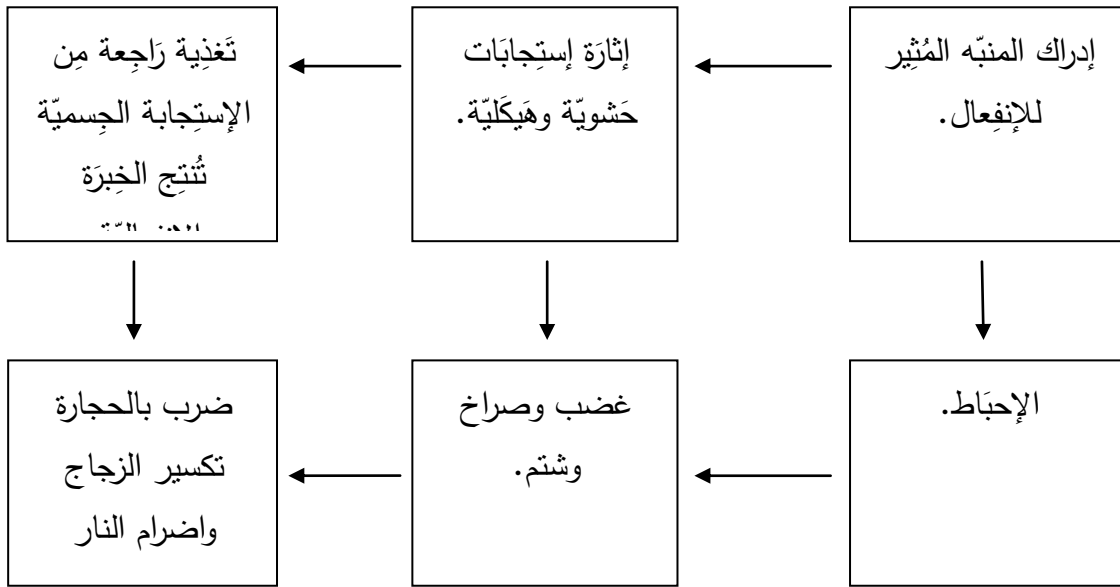 إدراك المنبّه المُثِير
للإنفِعال.
إثارَة إستِجابَات
حَشويّة وهَيكَليّة.
تَغذِية رَاجِعة مِن
الإستِجابة الجِسميّة
تُنتِج الخِبرَة
الإحبَاط.
غضب وصراخ
وشتم.
ضرب بالحجارة
تكسير الزجاج
واضرام النار